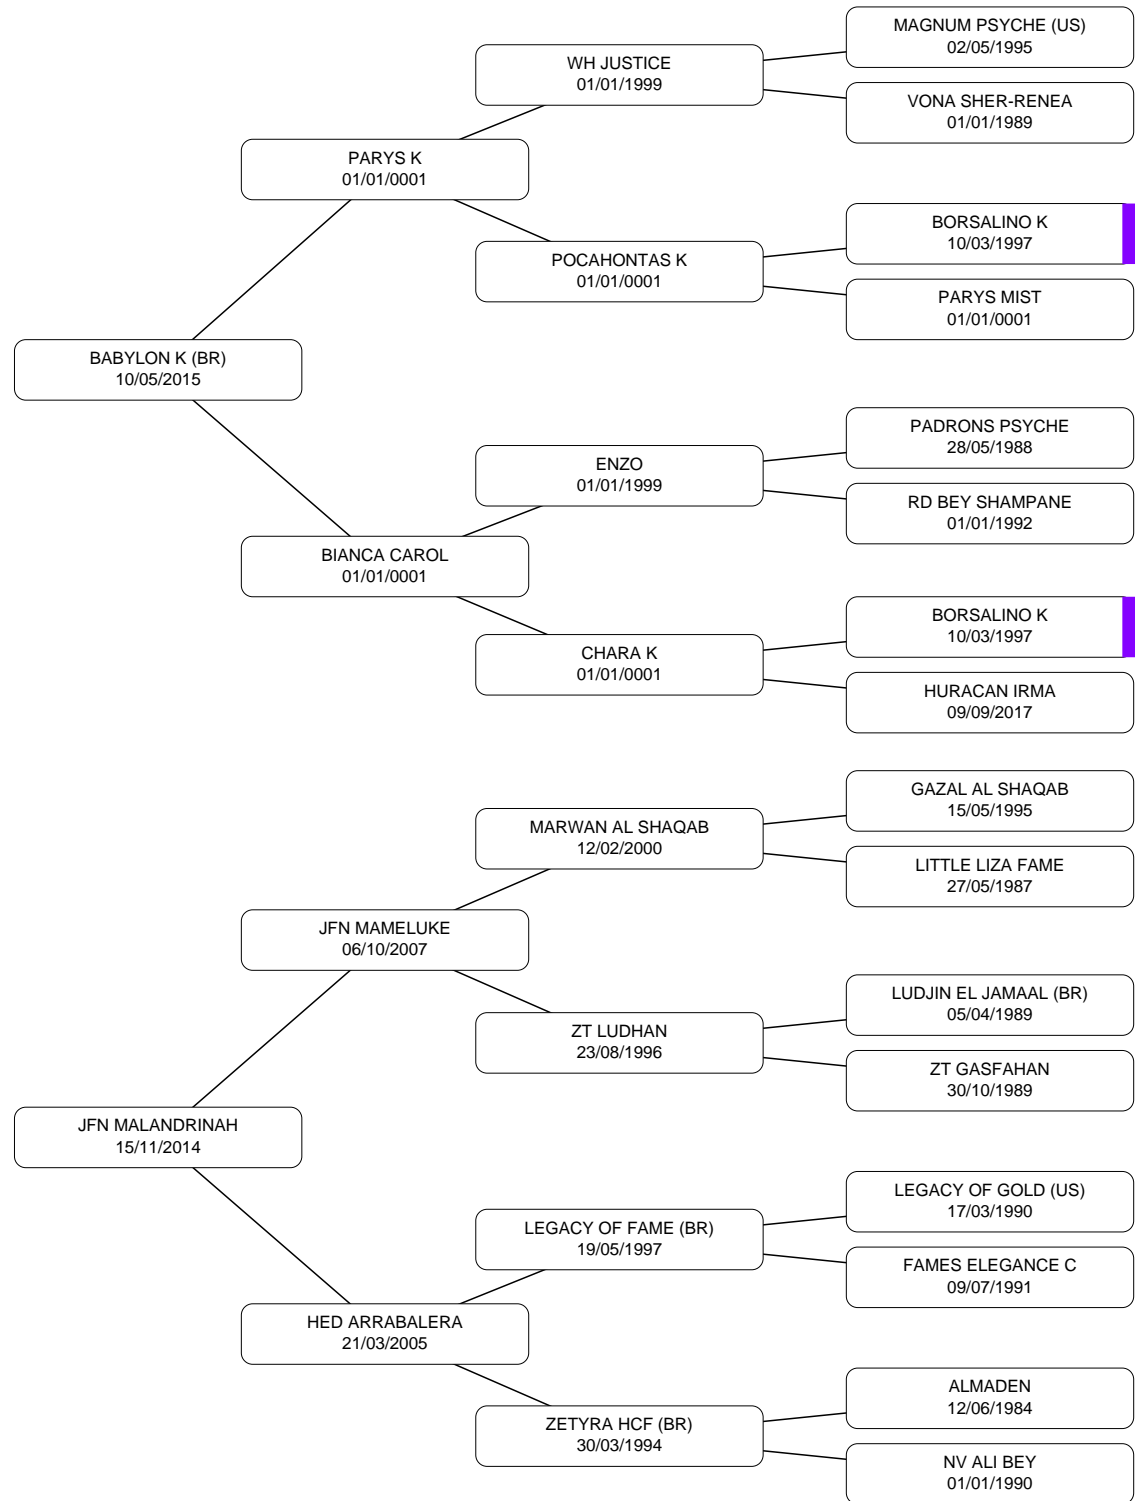 MAGNUM PSYCHE (US)
02/05/1995
WH JUSTICE
01/01/1999
VONA SHER-RENEA
01/01/1989
PARYS K
01/01/0001
BORSALINO K
10/03/1997
POCAHONTAS K
01/01/0001
PARYS MIST
01/01/0001
BABYLON K (BR)
10/05/2015
PADRONS PSYCHE
28/05/1988
ENZO
01/01/1999
RD BEY SHAMPANE
01/01/1992
BIANCA CAROL
01/01/0001
BORSALINO K
10/03/1997
CHARA K
01/01/0001
HURACAN IRMA
09/09/2017
GAZAL AL SHAQAB
15/05/1995
MARWAN AL SHAQAB
12/02/2000
LITTLE LIZA FAME
27/05/1987
JFN MAMELUKE
06/10/2007
LUDJIN EL JAMAAL (BR)
05/04/1989
ZT LUDHAN
23/08/1996
ZT GASFAHAN
30/10/1989
JFN MALANDRINAH
15/11/2014
LEGACY OF GOLD (US)
17/03/1990
LEGACY OF FAME (BR)
19/05/1997
FAMES ELEGANCE C
09/07/1991
HED ARRABALERA
21/03/2005
ALMADEN
12/06/1984
ZETYRA HCF (BR)
30/03/1994
NV ALI BEY
01/01/1990